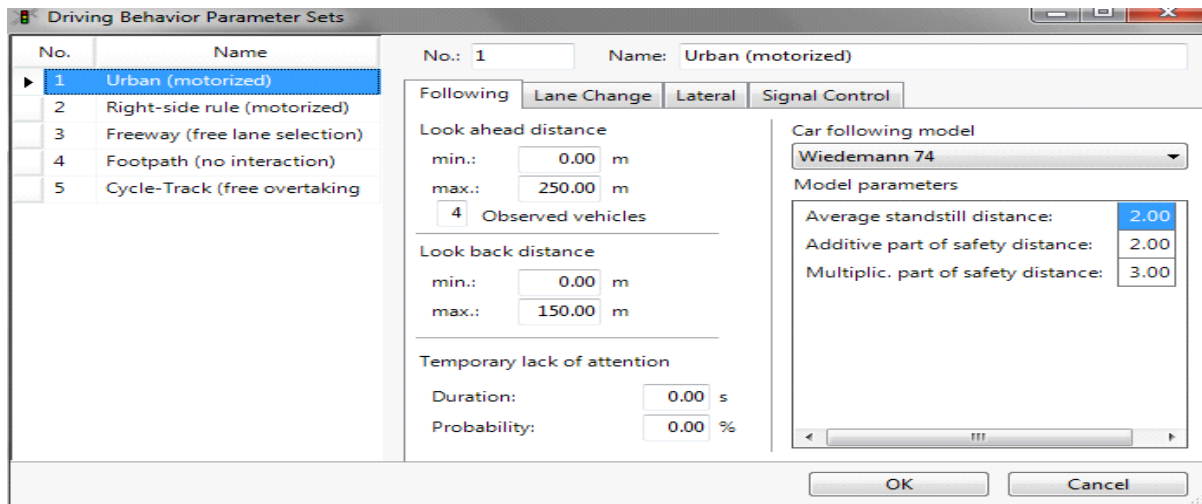 Driving Behavior Parameter Sets
No. Name
1 Urban (motorized)
2 Right-side rule (motorized)
3 Freeway (free lane selection)
4 Footpath (no interaction)
5 Cycle-Track (free overtaking
No.: 1 Name: Urban (motorized)
Following Lane Change Lateral Signal Control
Look ahead distance
min.: 0.00 m
max.: 250.00 m
4 Observed vehicles
Look back distance
min.: 0.00 m
max.: 150.00 m
Temporary lack of attention
Duration: 0.00 s
Probability: 0.00 %
Car following model
Wiedemann 74
Model parameters
Average standstill distance: 2.00
Additive part of safety distance: 2.00
Multiplic. part of safety distance: 3.00
OK Cancel